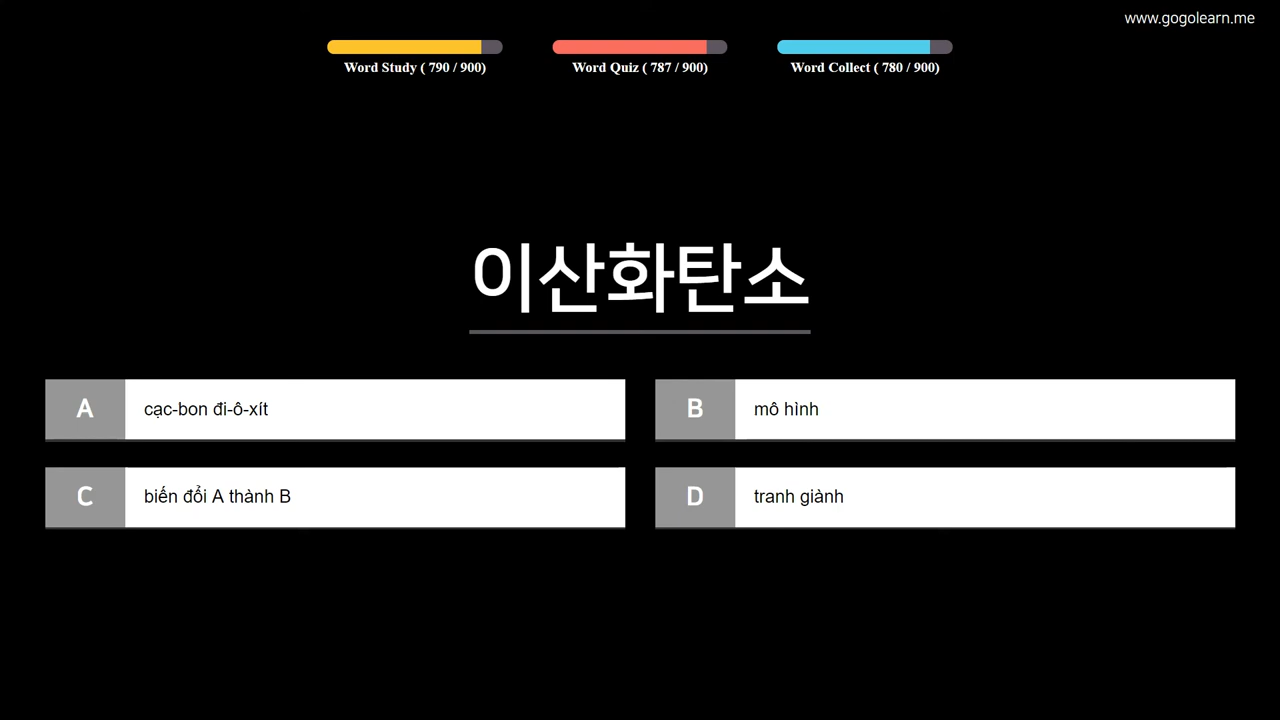 www.gogolearn.me
Word Study ( 790 / 900)
Word Quiz ( 787 / 900)
Word Collect ( 780 / 900)
이산화탄소
A cạc-bon đi-ô-xít
B mô hình
C biến đổi A thành B
D tranh giành